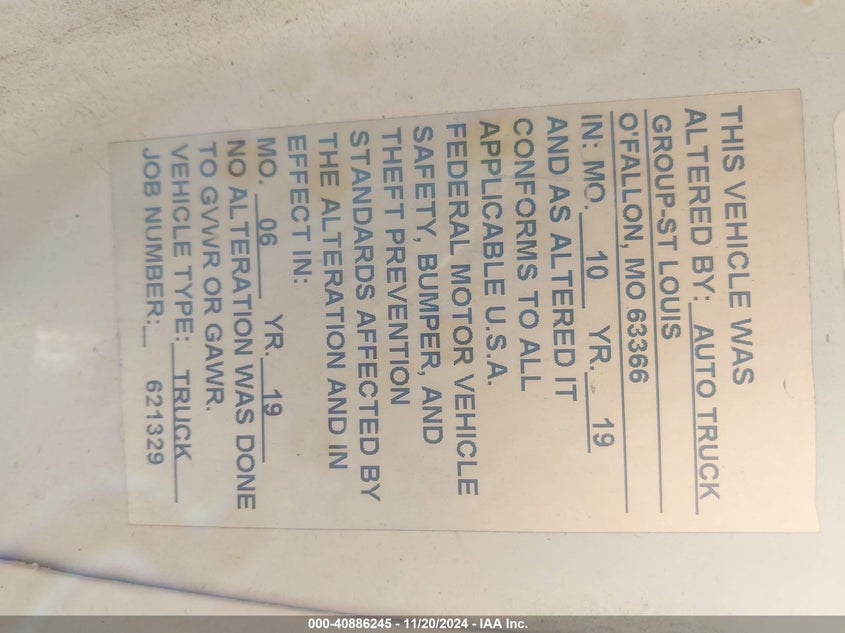 THIS VEHICLE WAS
ALTERED BY: AUTO TRUCK
GROUP-ST LOUIS
O'FALLON, MO 63366
IN: MO. 10 YR. 19
AND AS ALTERED IT
CONFORMS TO ALL
APPLICABLE U.S.A.
FEDERAL MOTOR VEHICLE
SAFETY, BUMPER, AND
THEFT PREVENTION
STANDARDS AFFECTED BY
THE ALTERATION AND IN
EFFECT IN:
MO. 06 YR. 19
NO ALTERATION WAS DONE
TO GVWR OR GAWR.
VEHICLE TYPE: TRUCK
JOB NUMBER: 621329
000-40886245 - 11/20/2024 - IAA Inc.